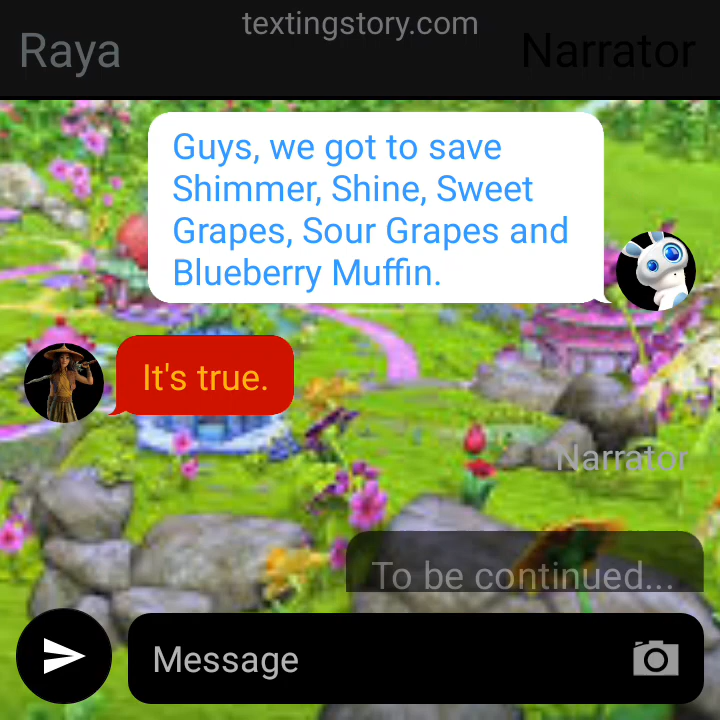 textingstory.com
Raya
Narrator
Guys, we got to save
Shimmer, Shine, Sweet
Grapes, Sour Grapes and
Blueberry Muffin.
It's true.
Narrator
To be continued...
Message